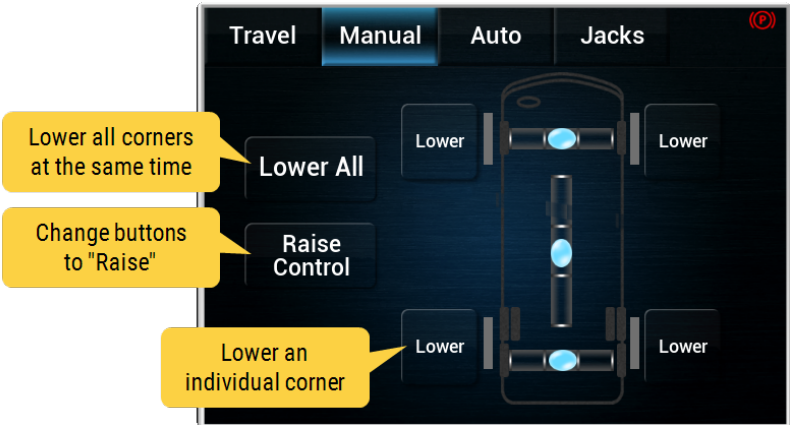 Travel Manual Auto Jacks (P)
Lower all corners
at the same time
Lower All
Change buttons
to "Raise"
Raise
Control
Lower Lower
Lower an
individual corner
Lower Lower